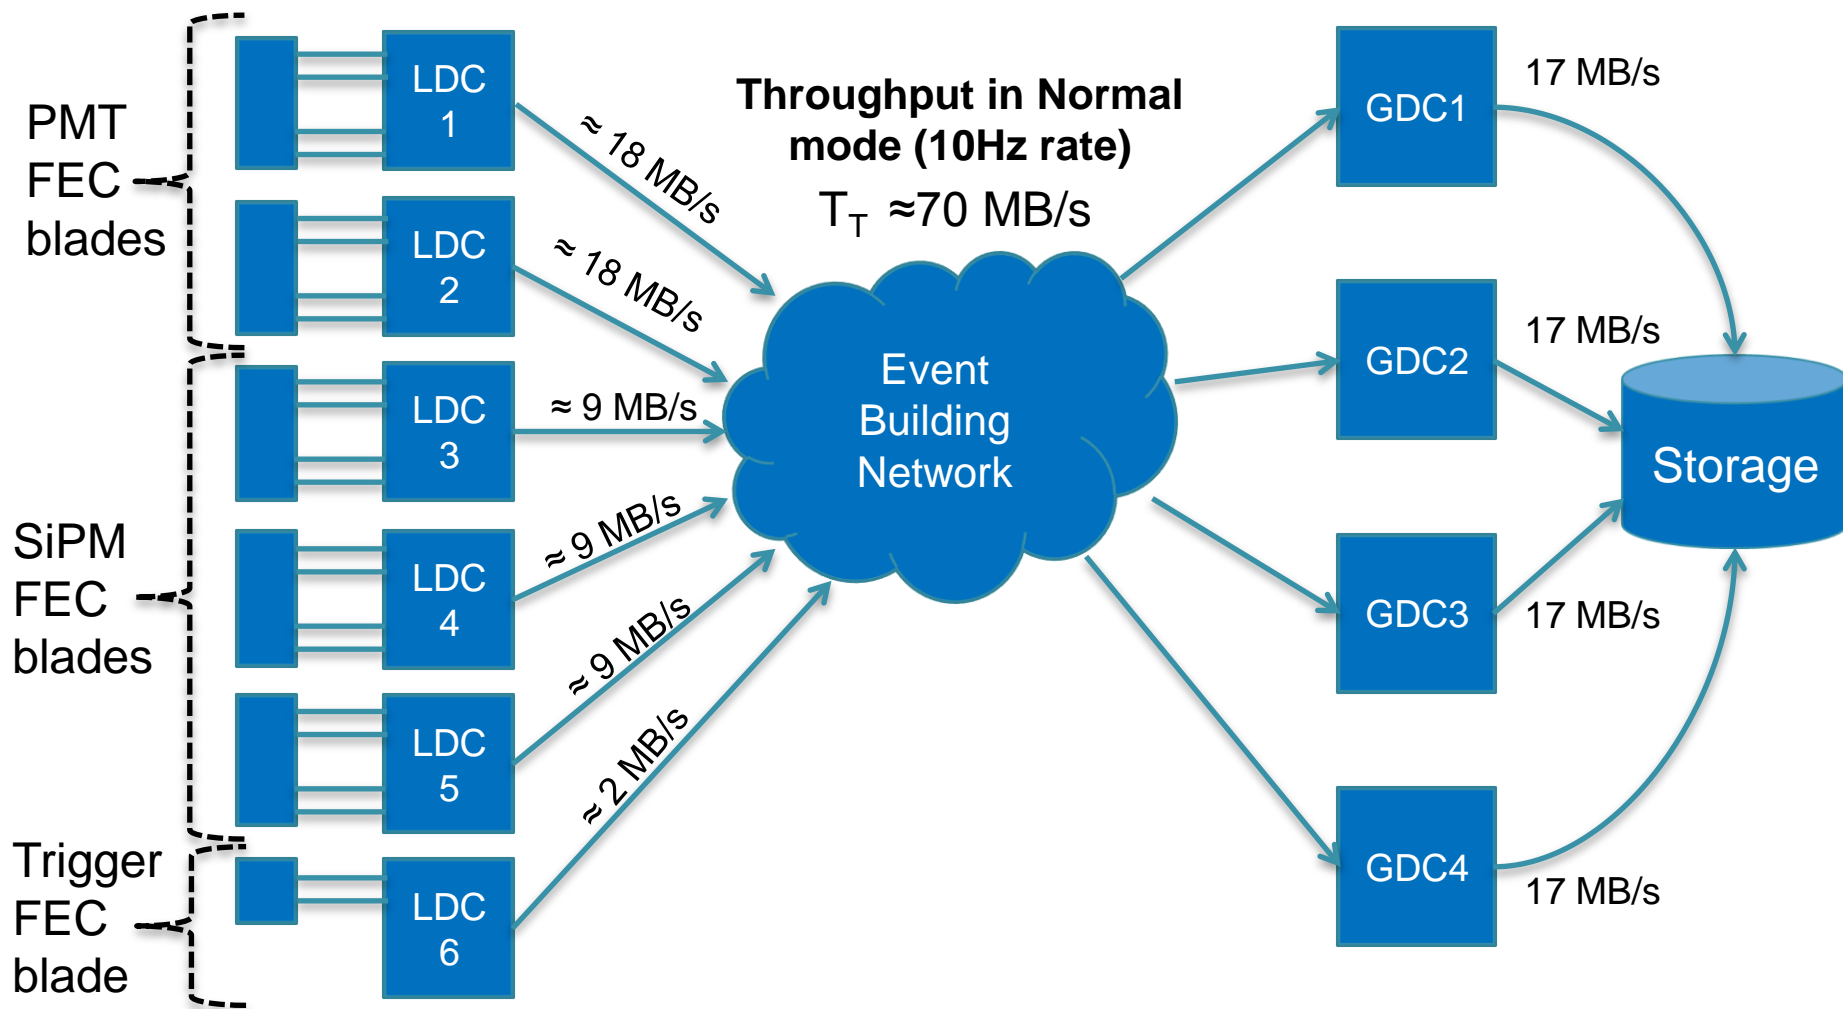 PMT
FEC
blades
SiPM
FEC
blades
Trigger
FEC
blade
LDC
1
LDC
2
LDC
3
LDC
4
LDC
5
LDC
6
≈ 18 MB/s
≈ 18 MB/s
≈ 9 MB/s
≈ 9 MB/s
≈ 9 MB/s
≈ 2 MB/s
Throughput in Normal
mode (10Hz rate)
T_T ≈70 MB/s
Event
Building
Network
GDC1
GDC2
GDC3
GDC4
17 MB/s
17 MB/s
17 MB/s
17 MB/s
Storage